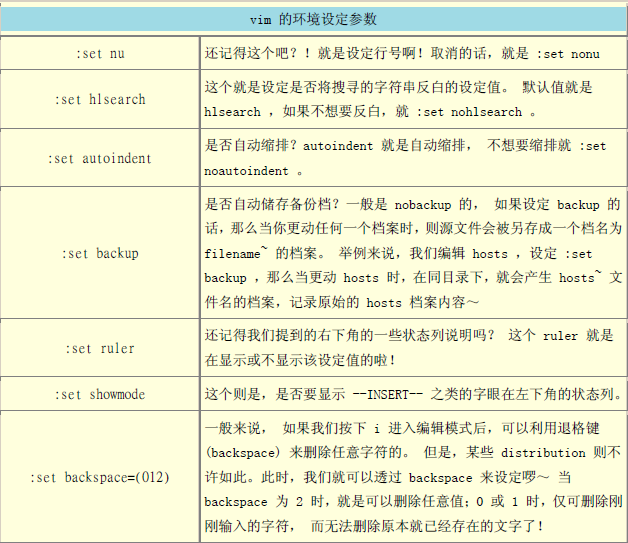 vim 的环境设定参数
:set nu
还记得这个吧？！就是设定行号啊！取消的话，就是 :set nonu
:set hlsearch
这个就是设定是否将搜寻的字符串反白的设定值。 默认值就是
hlsearch ，如果不想要反白，就 :set nohlsearch 。
:set autoindent
是否自动缩排？autoindent 就是自动缩排， 不想要缩排就 :set
noautoindent 。
:set backup
是否自动储存备份档？一般是 nobackup 的， 如果设定 backup 的
话，那么当你更动任何一个档案时，则源文件会被另存成一个档名为
filename~ 的档案。 举例来说，我们编辑 hosts ，设定 :set
backup ，那么当更动 hosts 时，在同目录下，就会产生 hosts~ 文
件名的档案，记录原始的 hosts 档案内容～
:set ruler
还记得我们提到的右下角的一些状态列说明吗？ 这个 ruler 就是
在显示或不显示该设定值的啦！
:set showmode
这个则是，是否要显示 --INSERT-- 之类的字眼在左下角的状态列。
:set backspace=(012)
一般来说， 如果我们按下 i 进入编辑模式后，可以利用退格键
(backspace) 来删除任意字符的。 但是，某些 distribution 则不
许如此。此时，我们就可以透过 backspace 来设定啰～ 当
backspace 为 2 时，就是可以删除任意值；0 或 1 时，仅可删除刚
刚输入的字符， 而无法删除原本就已经存在的文字了！